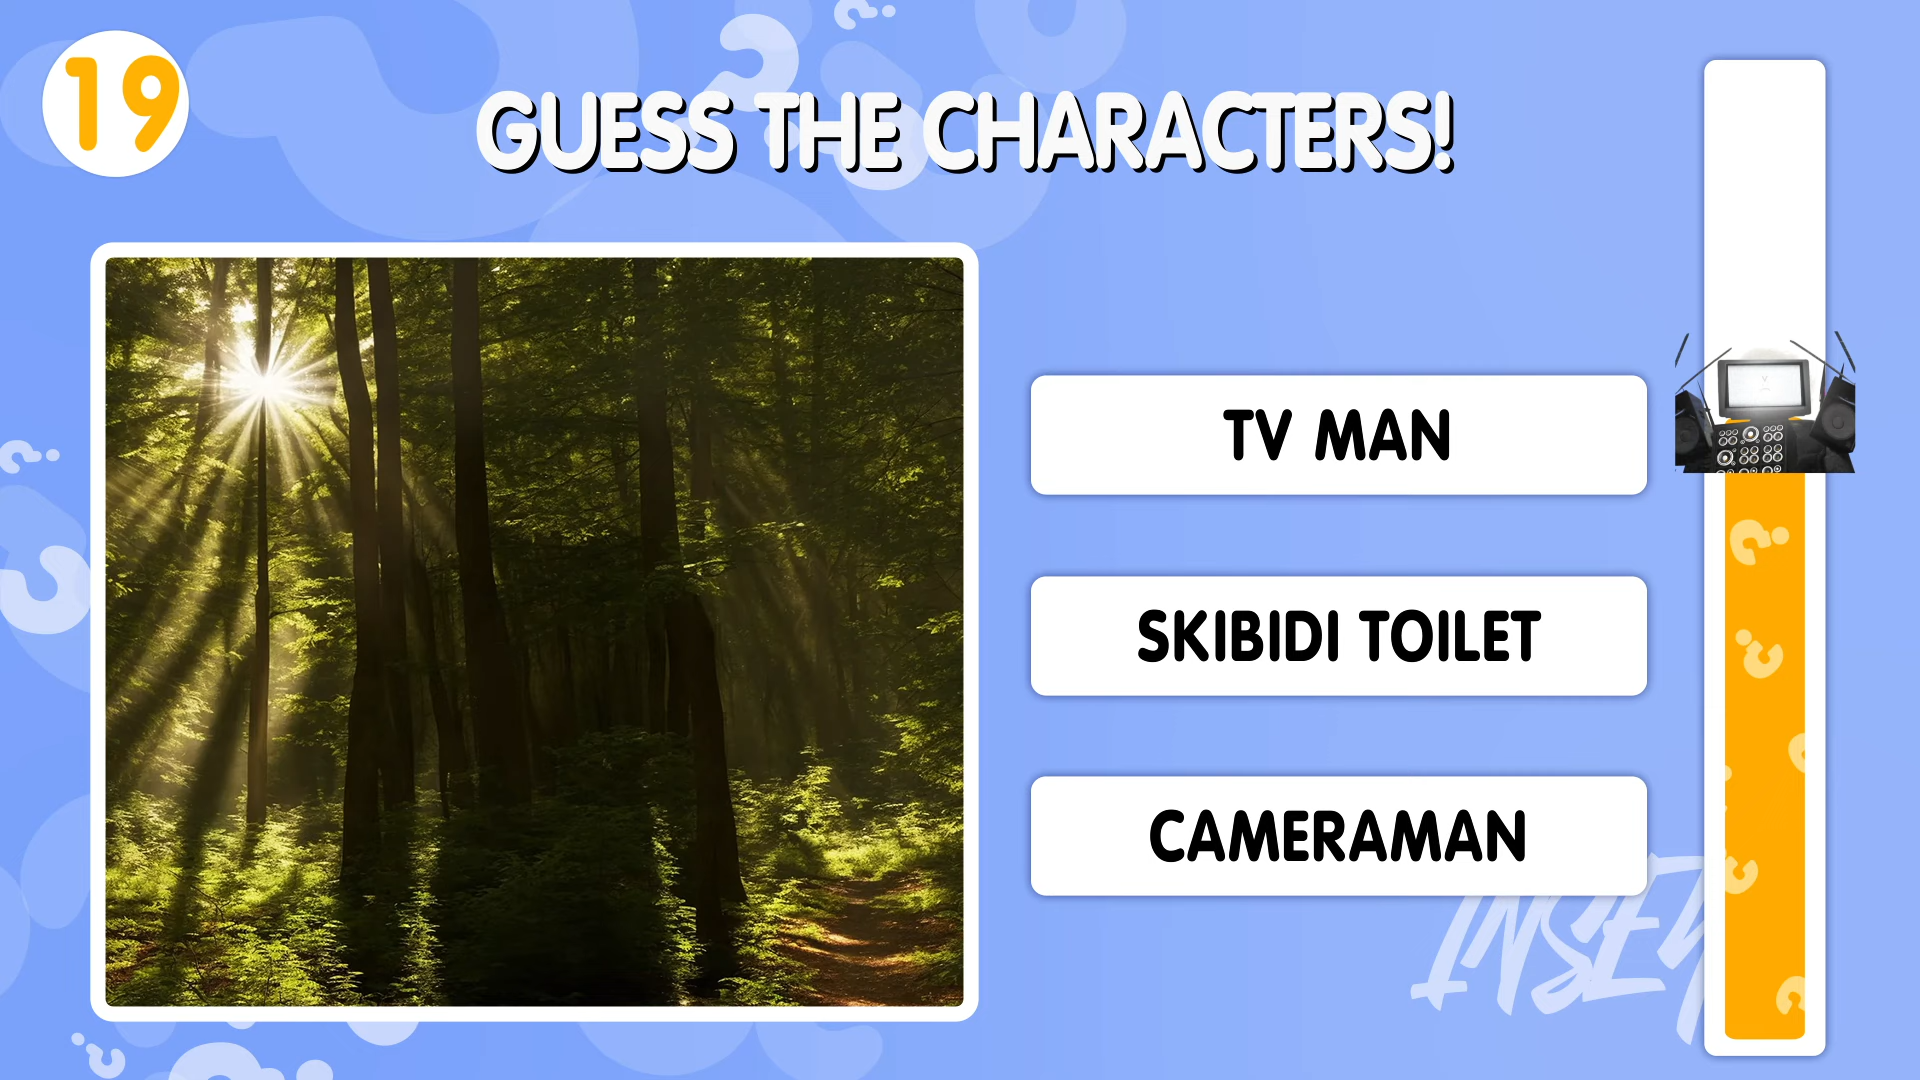 19
GUESS THE CHARACTERS!
TV MAN
SKIBIDI TOILET
CAMERAMAN